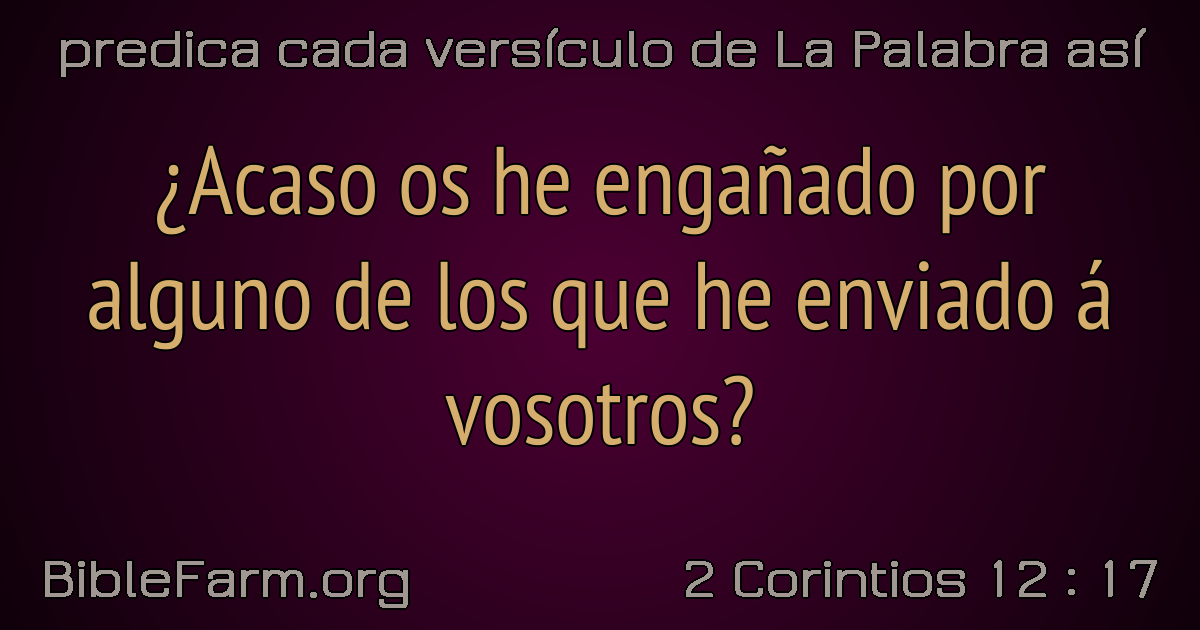 predica cada versículo de La Palabra así
¿Acaso os he engañado por
alguno de los que he enviado á
vosotros?
BibleFarm.org
2 Corintios 12 : 17